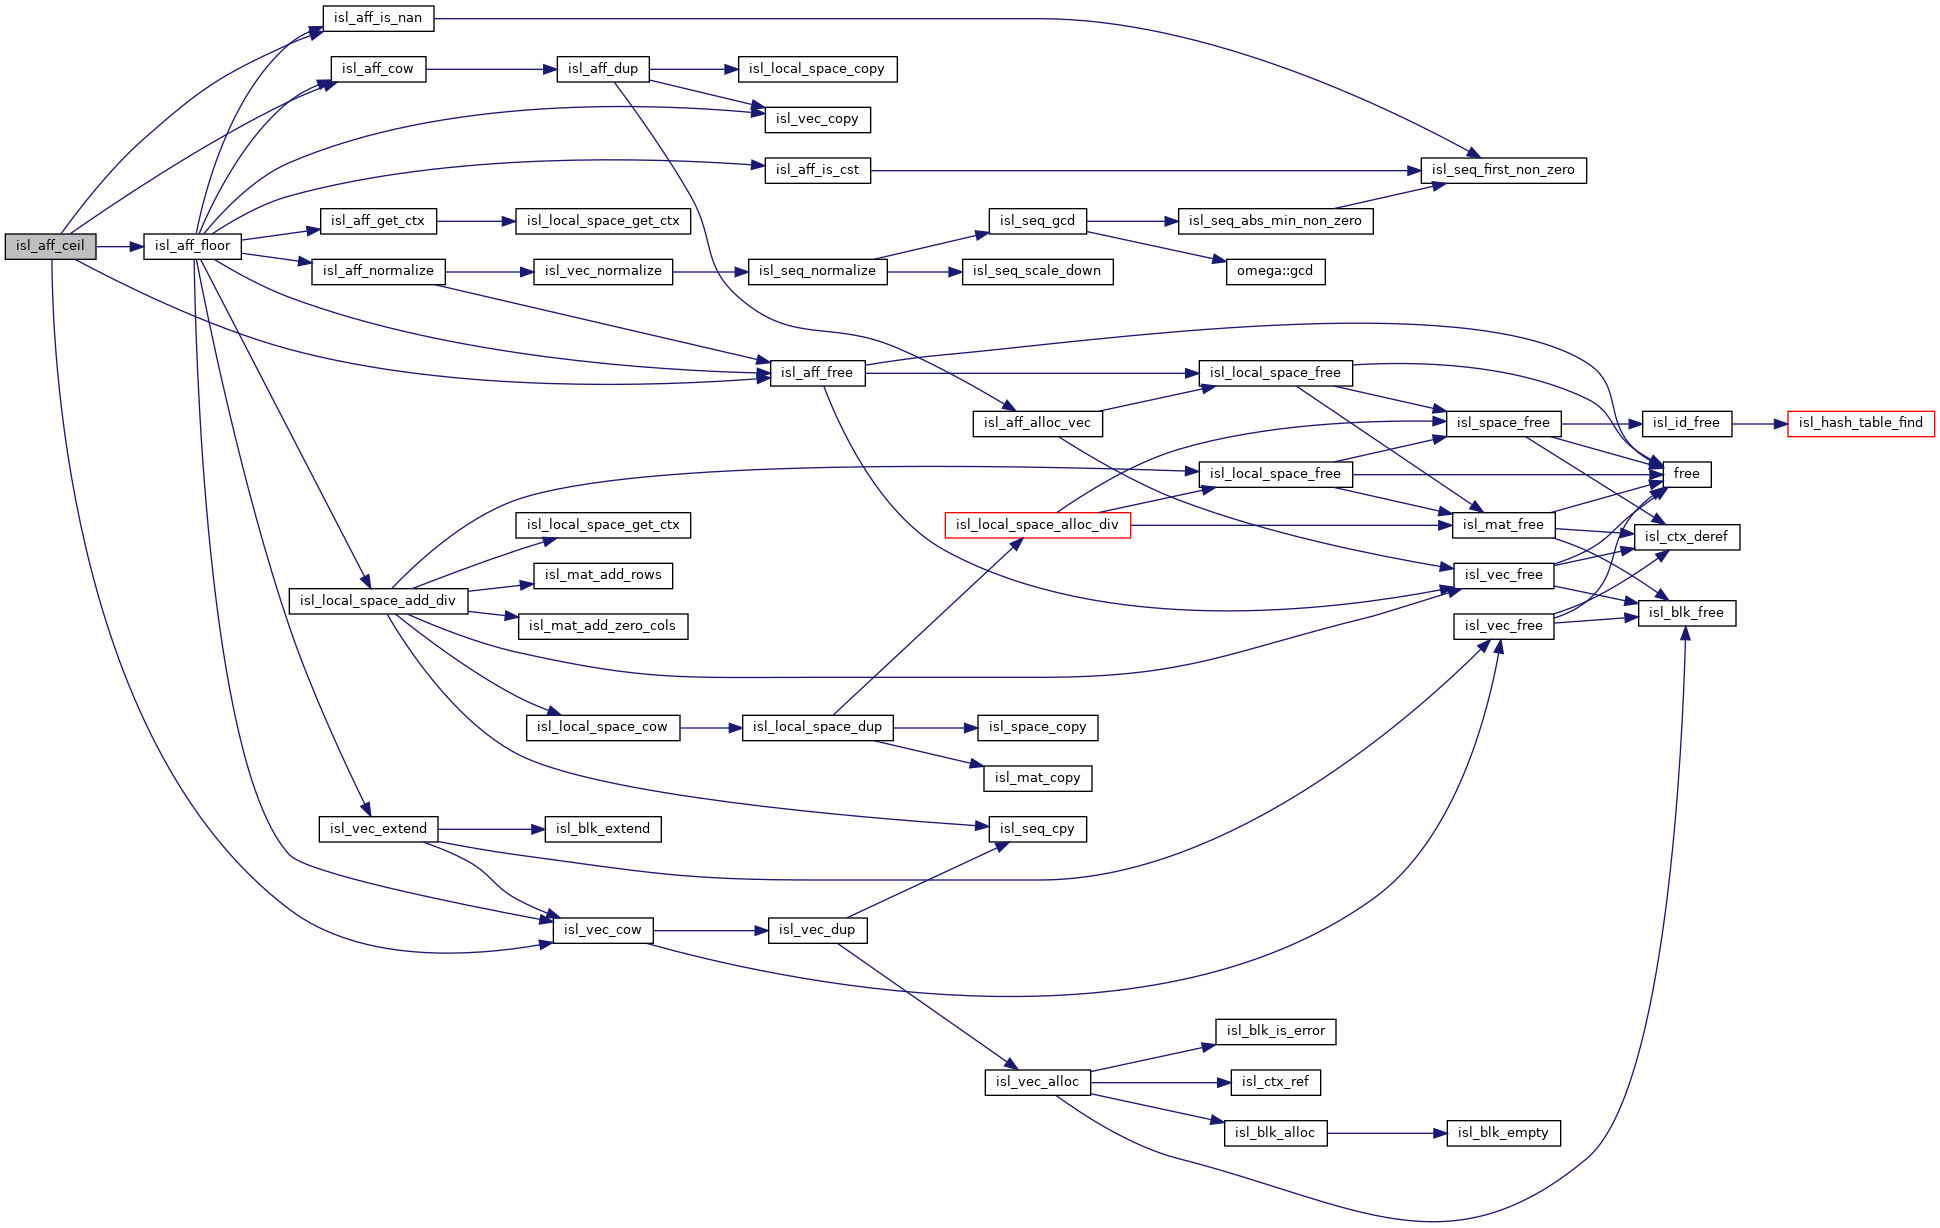 isl_aff_is_nan
isl_aff_cow
isl_aff_dup
isl_local_space_copy
isl_vec_copy
isl_aff_is_cst
isl_seq_first_non_zero
isl_aff_get_ctx
isl_local_space_get_ctx
isl_seq_gcd
isl_seq_abs_min_non_zero
isl_aff_ceil
isl_aff_floor
isl_aff_normalize
isl_vec_normalize
isl_seq_normalize
isl_seq_scale_down
omega::gcd
isl_aff_free
isl_local_space_free
isl_aff_alloc_vec
isl_space_free
isl_id_free
isl_hash_table_find
isl_local_space_free
free
isl_local_space_get_ctx
isl_local_space_alloc_div
isl_mat_free
isl_ctx_deref
isl_mat_add_rows
isl_vec_free
isl_local_space_add_div
isl_blk_free
isl_mat_add_zero_cols
isl_vec_free
isl_local_space_cow
isl_local_space_dup
isl_space_copy
isl_mat_copy
isl_vec_extend
isl_blk_extend
isl_seq_cpy
isl_vec_cow
isl_vec_dup
isl_blk_is_error
isl_vec_alloc
isl_ctx_ref
isl_blk_alloc
isl_blk_empty